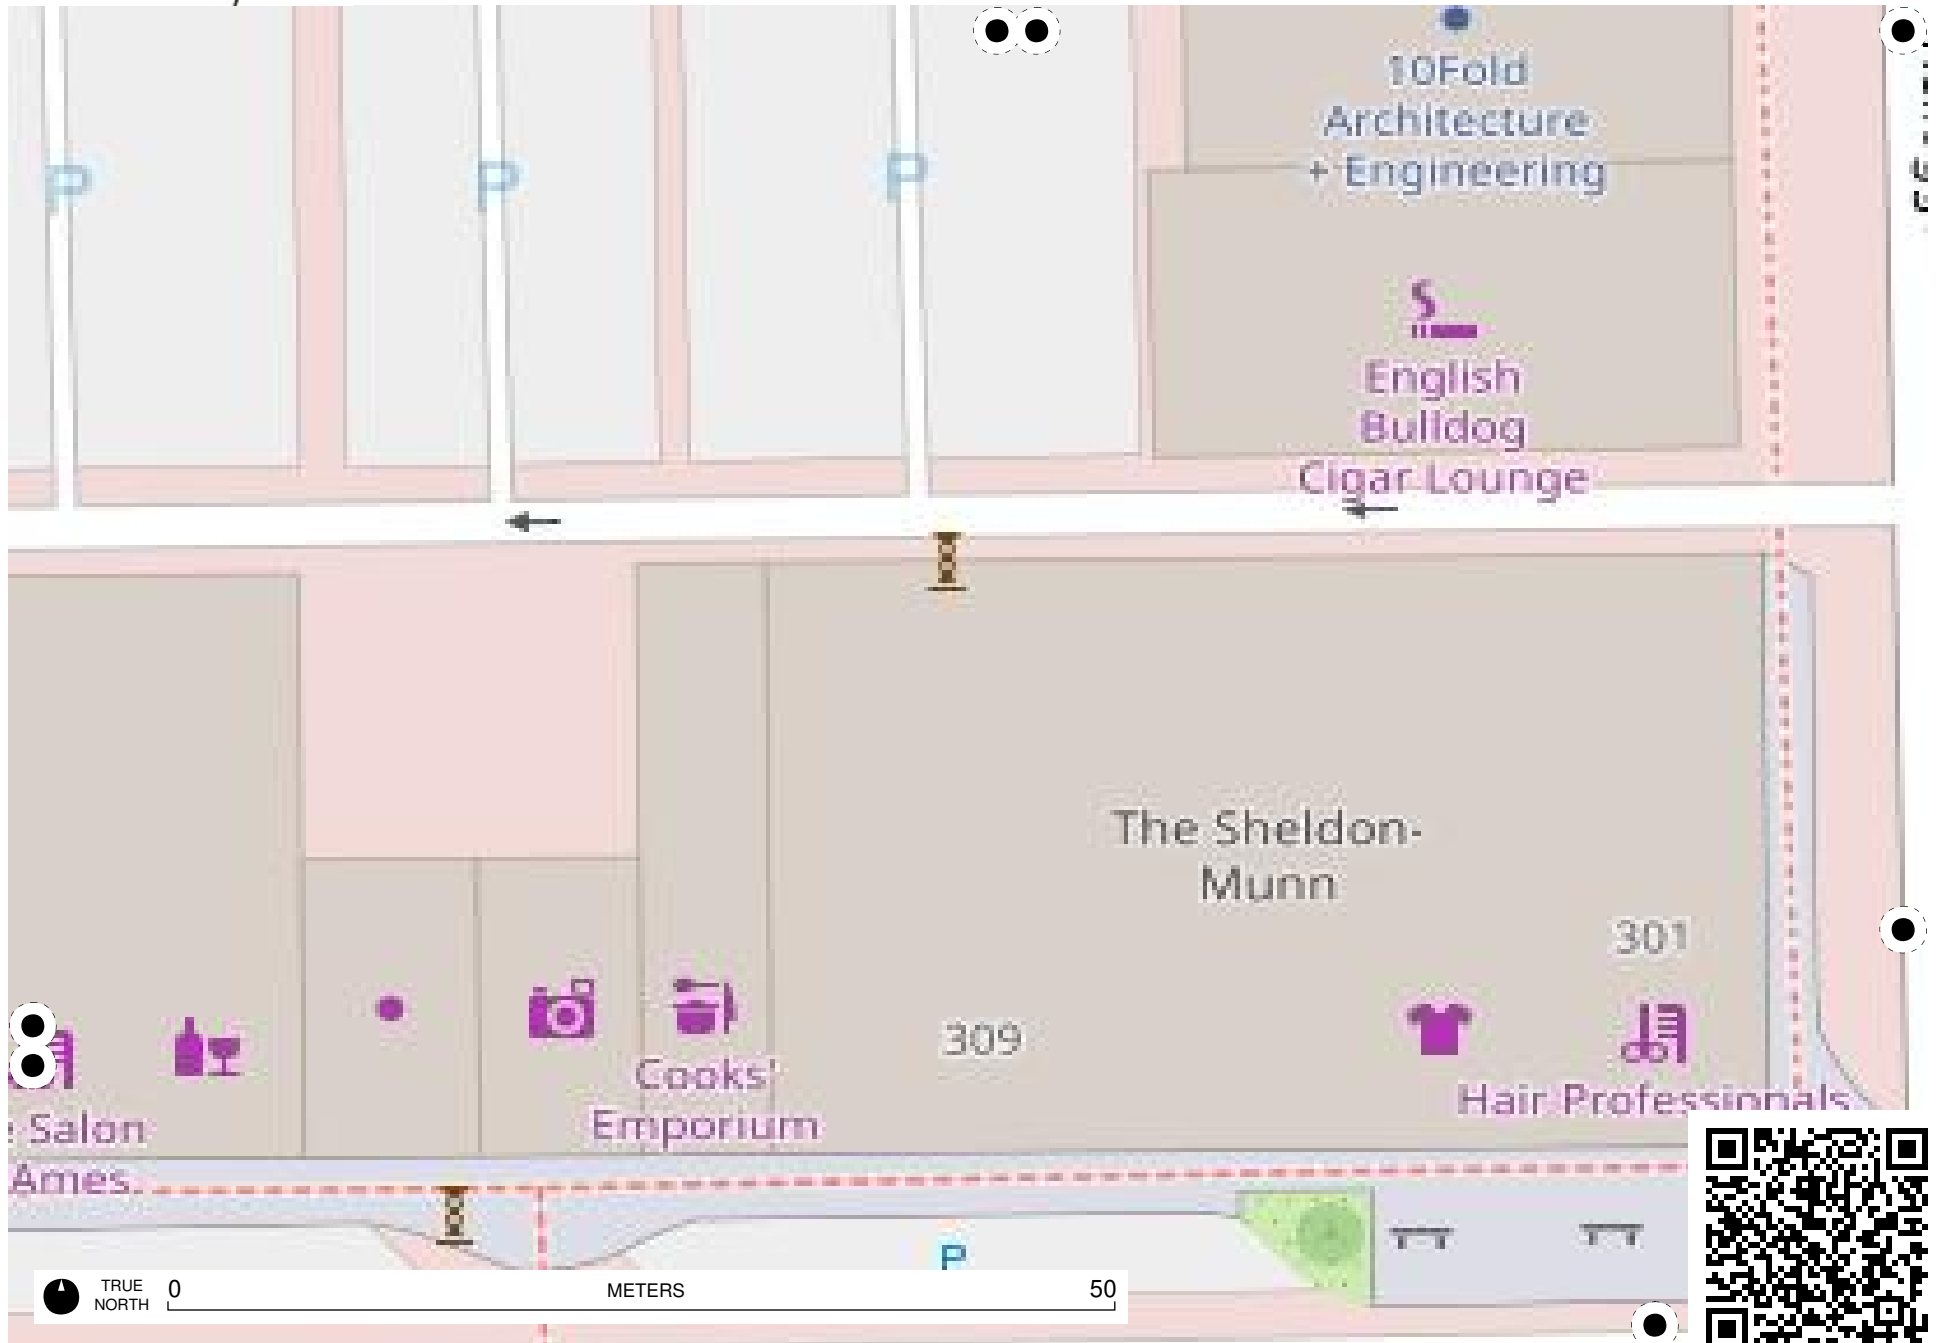 10Fold
Architecture
+ Engineering
P
P
P
English
Bulldog
Cigar Lounge
The Sheldon-
Munn
301
309
Cooks'
Emporium
Hair Professionals
Salon
Ames
P
TRUE
NORTH
0
METERS
50